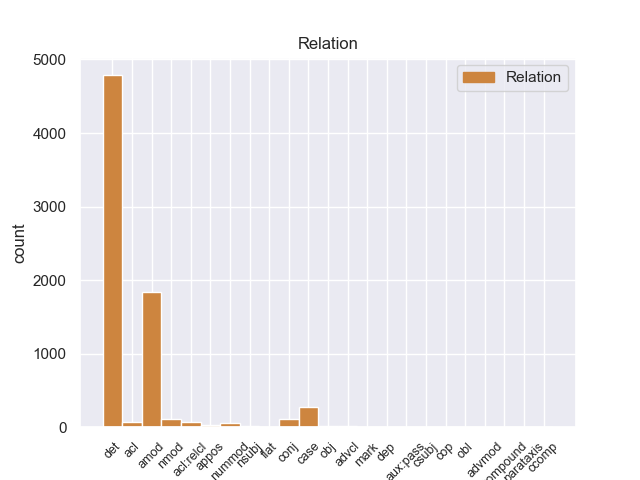 Relation
Relation
count
5000
4000
3000
2000
1000
0
det
acl
amod
nmod
acl:relcl
appos
nummod
nsubj
flat
conj
case
obj
advcl
mark
dep
aux:pass
csubj
cop
obl
advmod
compound
parataxis
ccomp